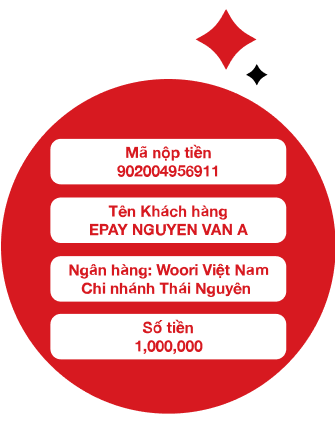 Mã nộp tiền
902004956911
Tên Khách hàng
EPAY NGUYEN VAN A
Ngân hàng: Woori Việt Nam
Chi nhánh Thái Nguyên
Số tiền
1,000,000